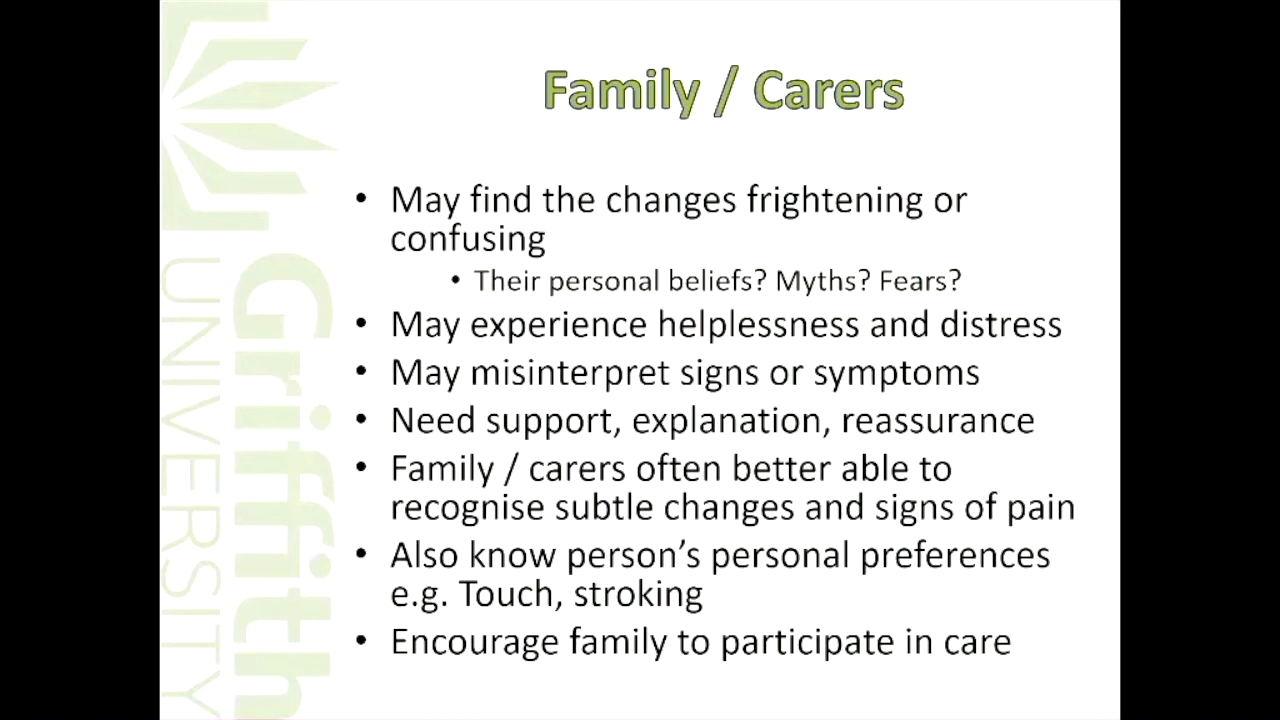 Family / Carers
• May find the changes frightening or
confusing
• Their personal beliefs? Myths? Fears?
• May experience helplessness and distress
• May misinterpret signs or symptoms
• Need support, explanation, reassurance
• Family / carers often better able to
recognise subtle changes and signs of pain
• Also know person’s personal preferences
e.g. Touch, stroking
• Encourage family to participate in care
Griffith
UNIVERSITY